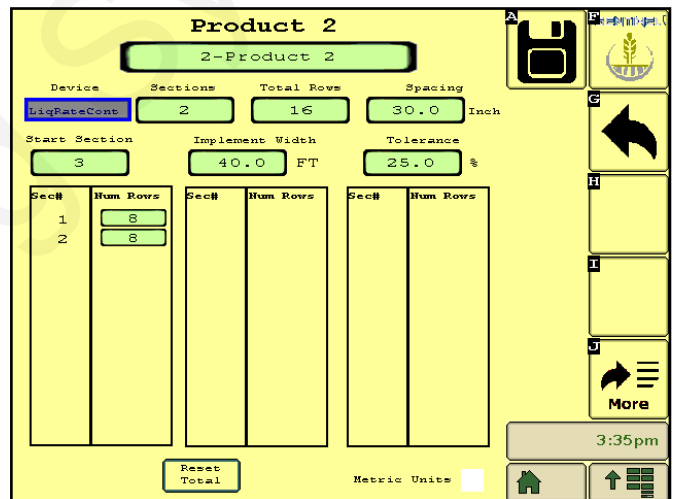 Product 2
A
F
2-Product 2
Device Sections Total Rows Spacing
LiqRateCont 2 16 30.0 Inch
G
Start Section Implement Width Tolerance
3 40.0 FT 25.0 %
H
Sec# Num Rows Sec# Num Rows Sec# Num Rows
1 8
2 8
I
J
More
3:35pm
Reset
Total
Metric Units